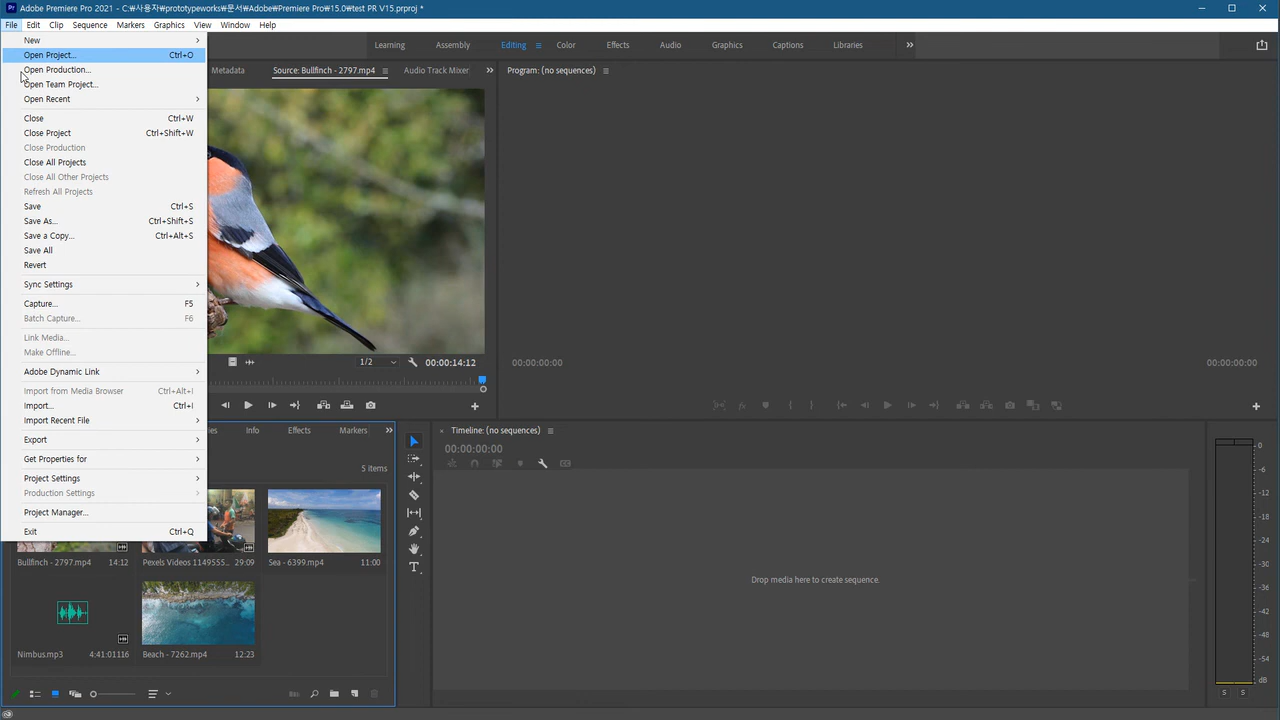 Adobe Premiere Pro 2021 - C:₩사용자₩prototypeworks₩문서₩Adobe₩Premiere Pro₩15.0₩test PR V15.prproj *
File Edit Clip Sequence Markers Graphics View Window Help
Learning Assembly Editing Color Effects Audio Graphics Captions Libraries
New
Open Project... Ctrl+O
Open Production...
Open Team Project...
Open Recent
Close Ctrl+W
Close Project Ctrl+Shift+W
Close Production
Close All Projects
Close All Other Projects
Refresh All Projects
Save Ctrl+S
Save As... Ctrl+Shift+S
Save a Copy... Ctrl+Alt+S
Save All
Revert
Sync Settings
Capture... F5
Batch Capture... F6
Link Media...
Make Offline...
Adobe Dynamic Link
Import from Media Browser Ctrl+Alt+I
Import... Ctrl+I
Import Recent File
Export
Get Properties for
Project Settings
Production Settings
Project Manager...
Exit Ctrl+Q
Metadata Source: Bullfinch - 2797.mp4 Audio Track Mixer
Program: (no sequences)
1/2 00:00:14:12
00:00:00:00 00:00:00:00
Info Effects Markers
5 items
Bullfinch - 2797.mp4 14:12
Pexels Videos 1149555... 29:09
Sea - 6399.mp4 11:00
Nimbus.mp3 4:41:01116
Beach - 7262.mp4 12:23
Timeline: (no sequences)
00:00:00:00
Drop media here to create sequence.
0
-6
-12
-18
-24
-30
-36
-42
-48
-54
dB
S S